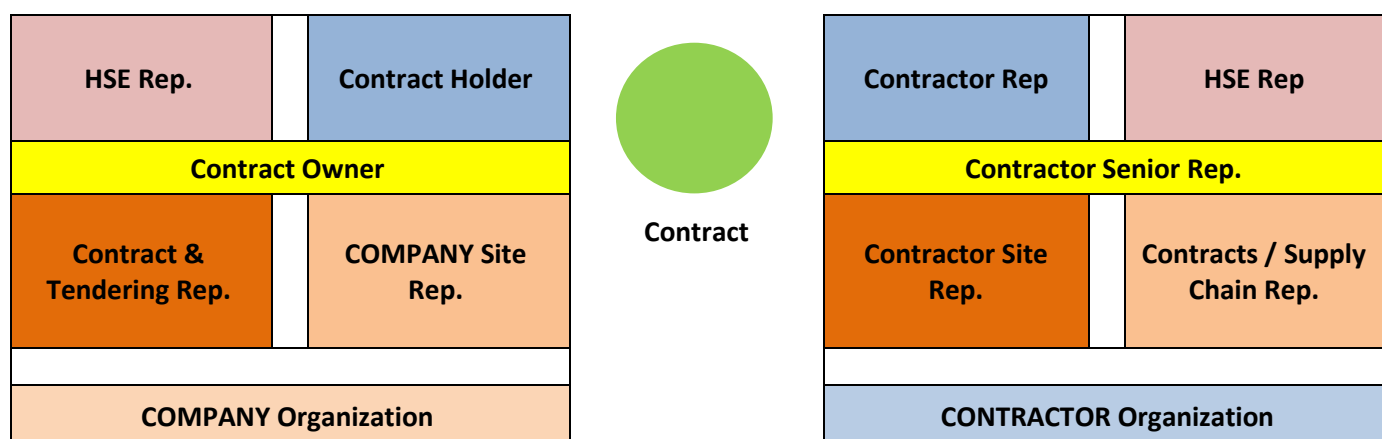 HSE Rep.
Contract Holder
Contract Owner
Contract &
Tendering Rep.
COMPANY Site
Rep.
COMPANY Organization
Contract
Contractor Rep
HSE Rep
Contractor Senior Rep.
Contractor Site
Rep.
Contracts / Supply
Chain Rep.
CONTRACTOR Organization